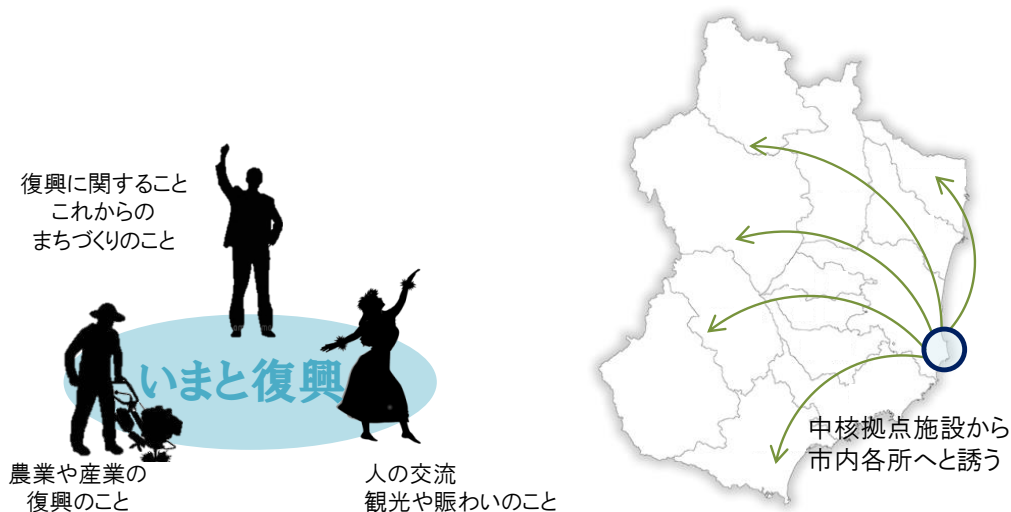 復興に関すること
これからの
まちづくりのこと
いまと復興
農業や産業の
復興のこと
人の交流
観光や賑わいのこと
中核拠点施設から
市内各所へと誘う